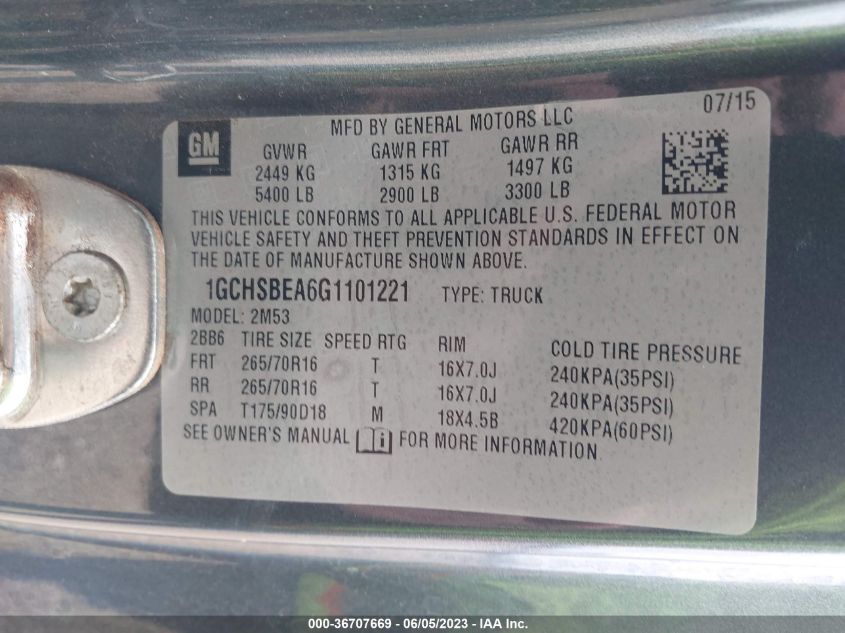 07/15
GM
MFD BY GENERAL MOTORS LLC
GVWR GAWR FRT GAWR RR
2449 KG 1315 KG 1497 KG
5400 LB 2900 LB 3300 LB
THIS VEHICLE CONFORMS TO ALL APPLICABLE U.S. FEDERAL MOTOR
VEHICLE SAFETY AND THEFT PREVENTION STANDARDS IN EFFECT ON
THE DATE OF MANUFACTURE SHOWN ABOVE.
1GCHSBEA6G1101221 TYPE: TRUCK
MODEL: 2M53
2BB6 TIRE SIZE SPEED RTG RIM COLD TIRE PRESSURE
FRT 265/70R16 T 16X7.0J 240KPA(35PSI)
RR 265/70R16 T 16X7.0J 240KPA(35PSI)
SPA T175/90D18 M 18X4.5B 420KPA(60PSI)
SEE OWNER'S MANUAL i FOR MORE INFORMATION.
000-36707669 - 06/05/2023 - IAA Inc.